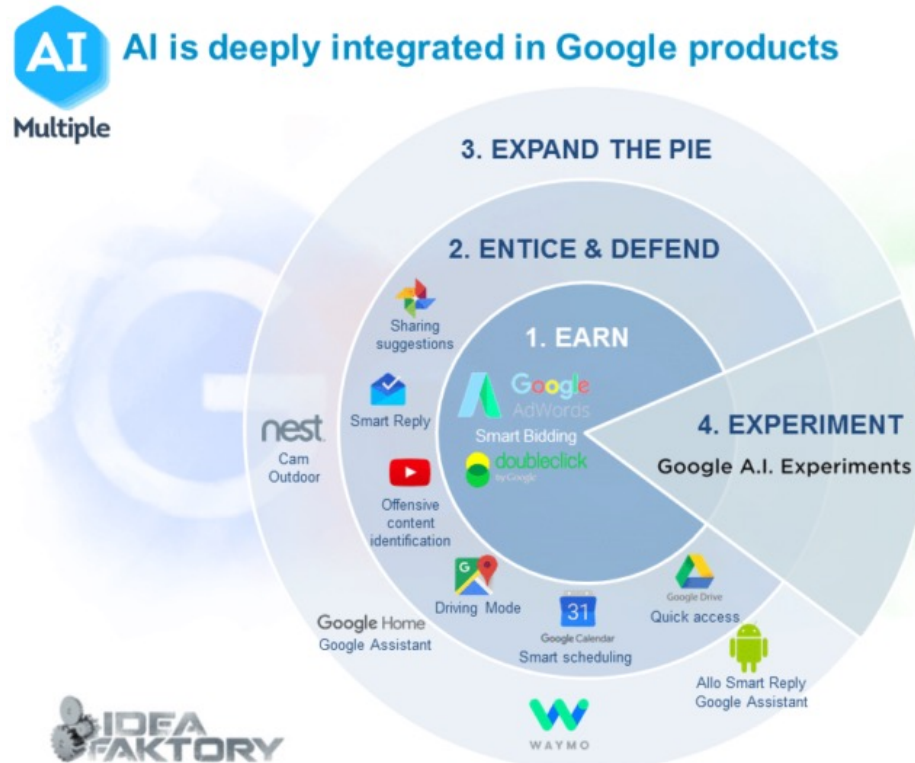 AI
Multiple
AI is deeply integrated in Google products
3. EXPAND THE PIE
2. ENTICE & DEFEND
1. EARN
Google
AdWords
Smart Bidding
doubleclick
by Google
4. EXPERIMENT
Google A.I. Experiments
Sharing
suggestions
Smart Reply
Offensive
content
identification
G
Driving Mode
31
Google Calendar
Smart scheduling
Google Drive
Quick access
nest
Cam
Outdoor
Google Home
Google Assistant
WAYMO
Allo Smart Reply
Google Assistant
IDEA
FAKTORY